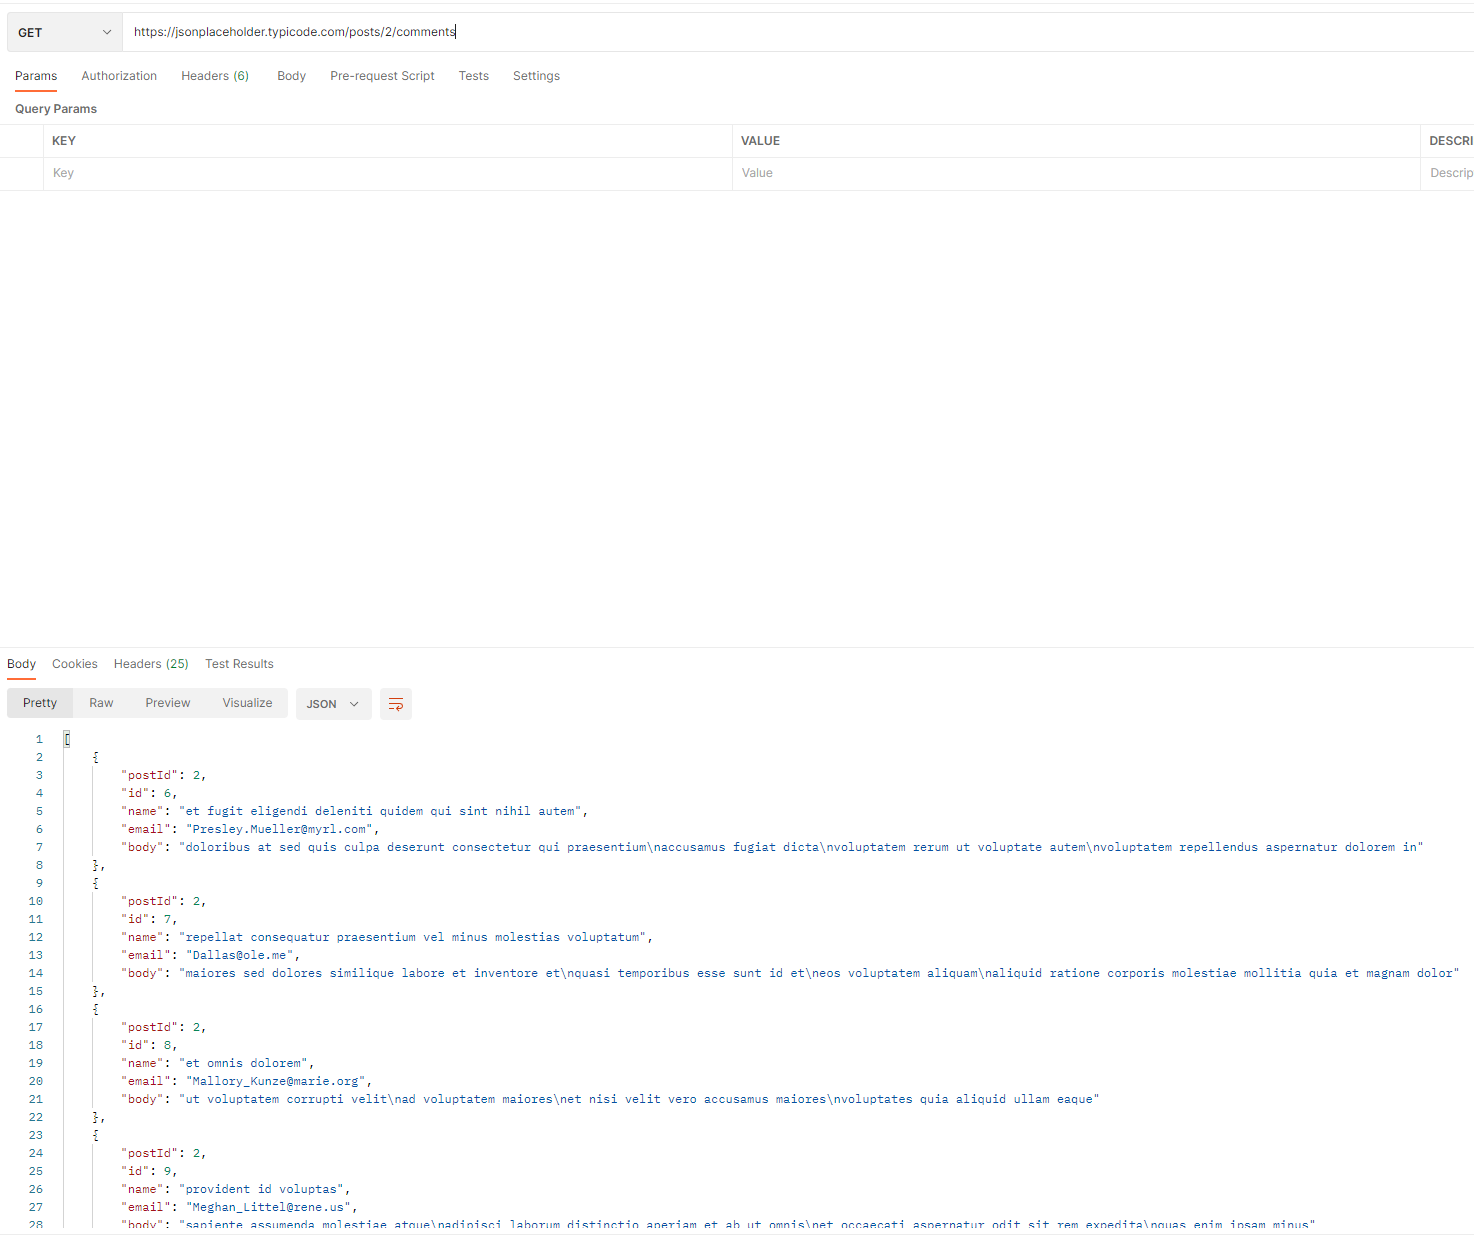 GET https://jsonplaceholder.typicode.com/posts/2/comments
Params Authorization Headers (6) Body Pre-request Script Tests Settings
Query Params
KEY VALUE DESCRI
Key Value Descrip
Body Cookies Headers (25) Test Results
Pretty Raw Preview Visualize JSON
1 [
2 {
3 "postId": 2,
4 "id": 6,
5 "name": "et fugit eligendi deleniti quidem qui sint nihil autem",
6 "email": "Presley.Mueller@myrl.com",
7 "body": "doloribus at sed quis culpa deserunt consectetur qui praesentium\naccusamus fugiat dicta\nvoluptatem rerum ut voluptate autem\nvoluptatem repellendus aspernatur dolorem in"
8 },
9 {
10 "postId": 2,
11 "id": 7,
12 "name": "repellat consequatur praesentium vel minus molestias voluptatum",
13 "email": "Dallas@ole.me",
14 "body": "maiores sed dolores similique labore et inventore et\nquasi temporibus esse sunt id et\neos voluptatem aliquam\naliquid ratione corporis molestiae mollitia quia et magnam dolor"
15 },
16 {
17 "postId": 2,
18 "id": 8,
19 "name": "et omnis dolorem",
20 "email": "Mallory_Kunze@marie.org",
21 "body": "ut voluptatem corrupti velit\nad voluptatem maiores\net nisi velit vero accusamus maiores\nvoluptates quia aliquid ullam eaque"
22 },
23 {
24 "postId": 2,
25 "id": 9,
26 "name": "provident id voluptas",
27 "email": "Meghan_Littel@rene.us",
28 "body": "sapiente assumenda molestiae atque\nadipisci laborum distinctio aperiam et ab ut omnis\net occaecati aspernatur odit sit rem expedita\nquas enim ipsam minus"